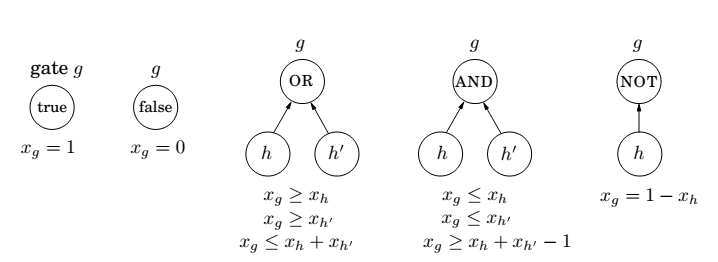 gate g
true
x_g = 1
g
false
x_g = 0
g
OR
h h′
x_g ≥ x_h
x_g ≥ x_h′
x_g ≤ x_h + x_h′
g
AND
h h′
x_g ≤ x_h
x_g ≤ x_h′
x_g ≥ x_h + x_h′ − 1
g
NOT
h
x_g = 1 − x_h